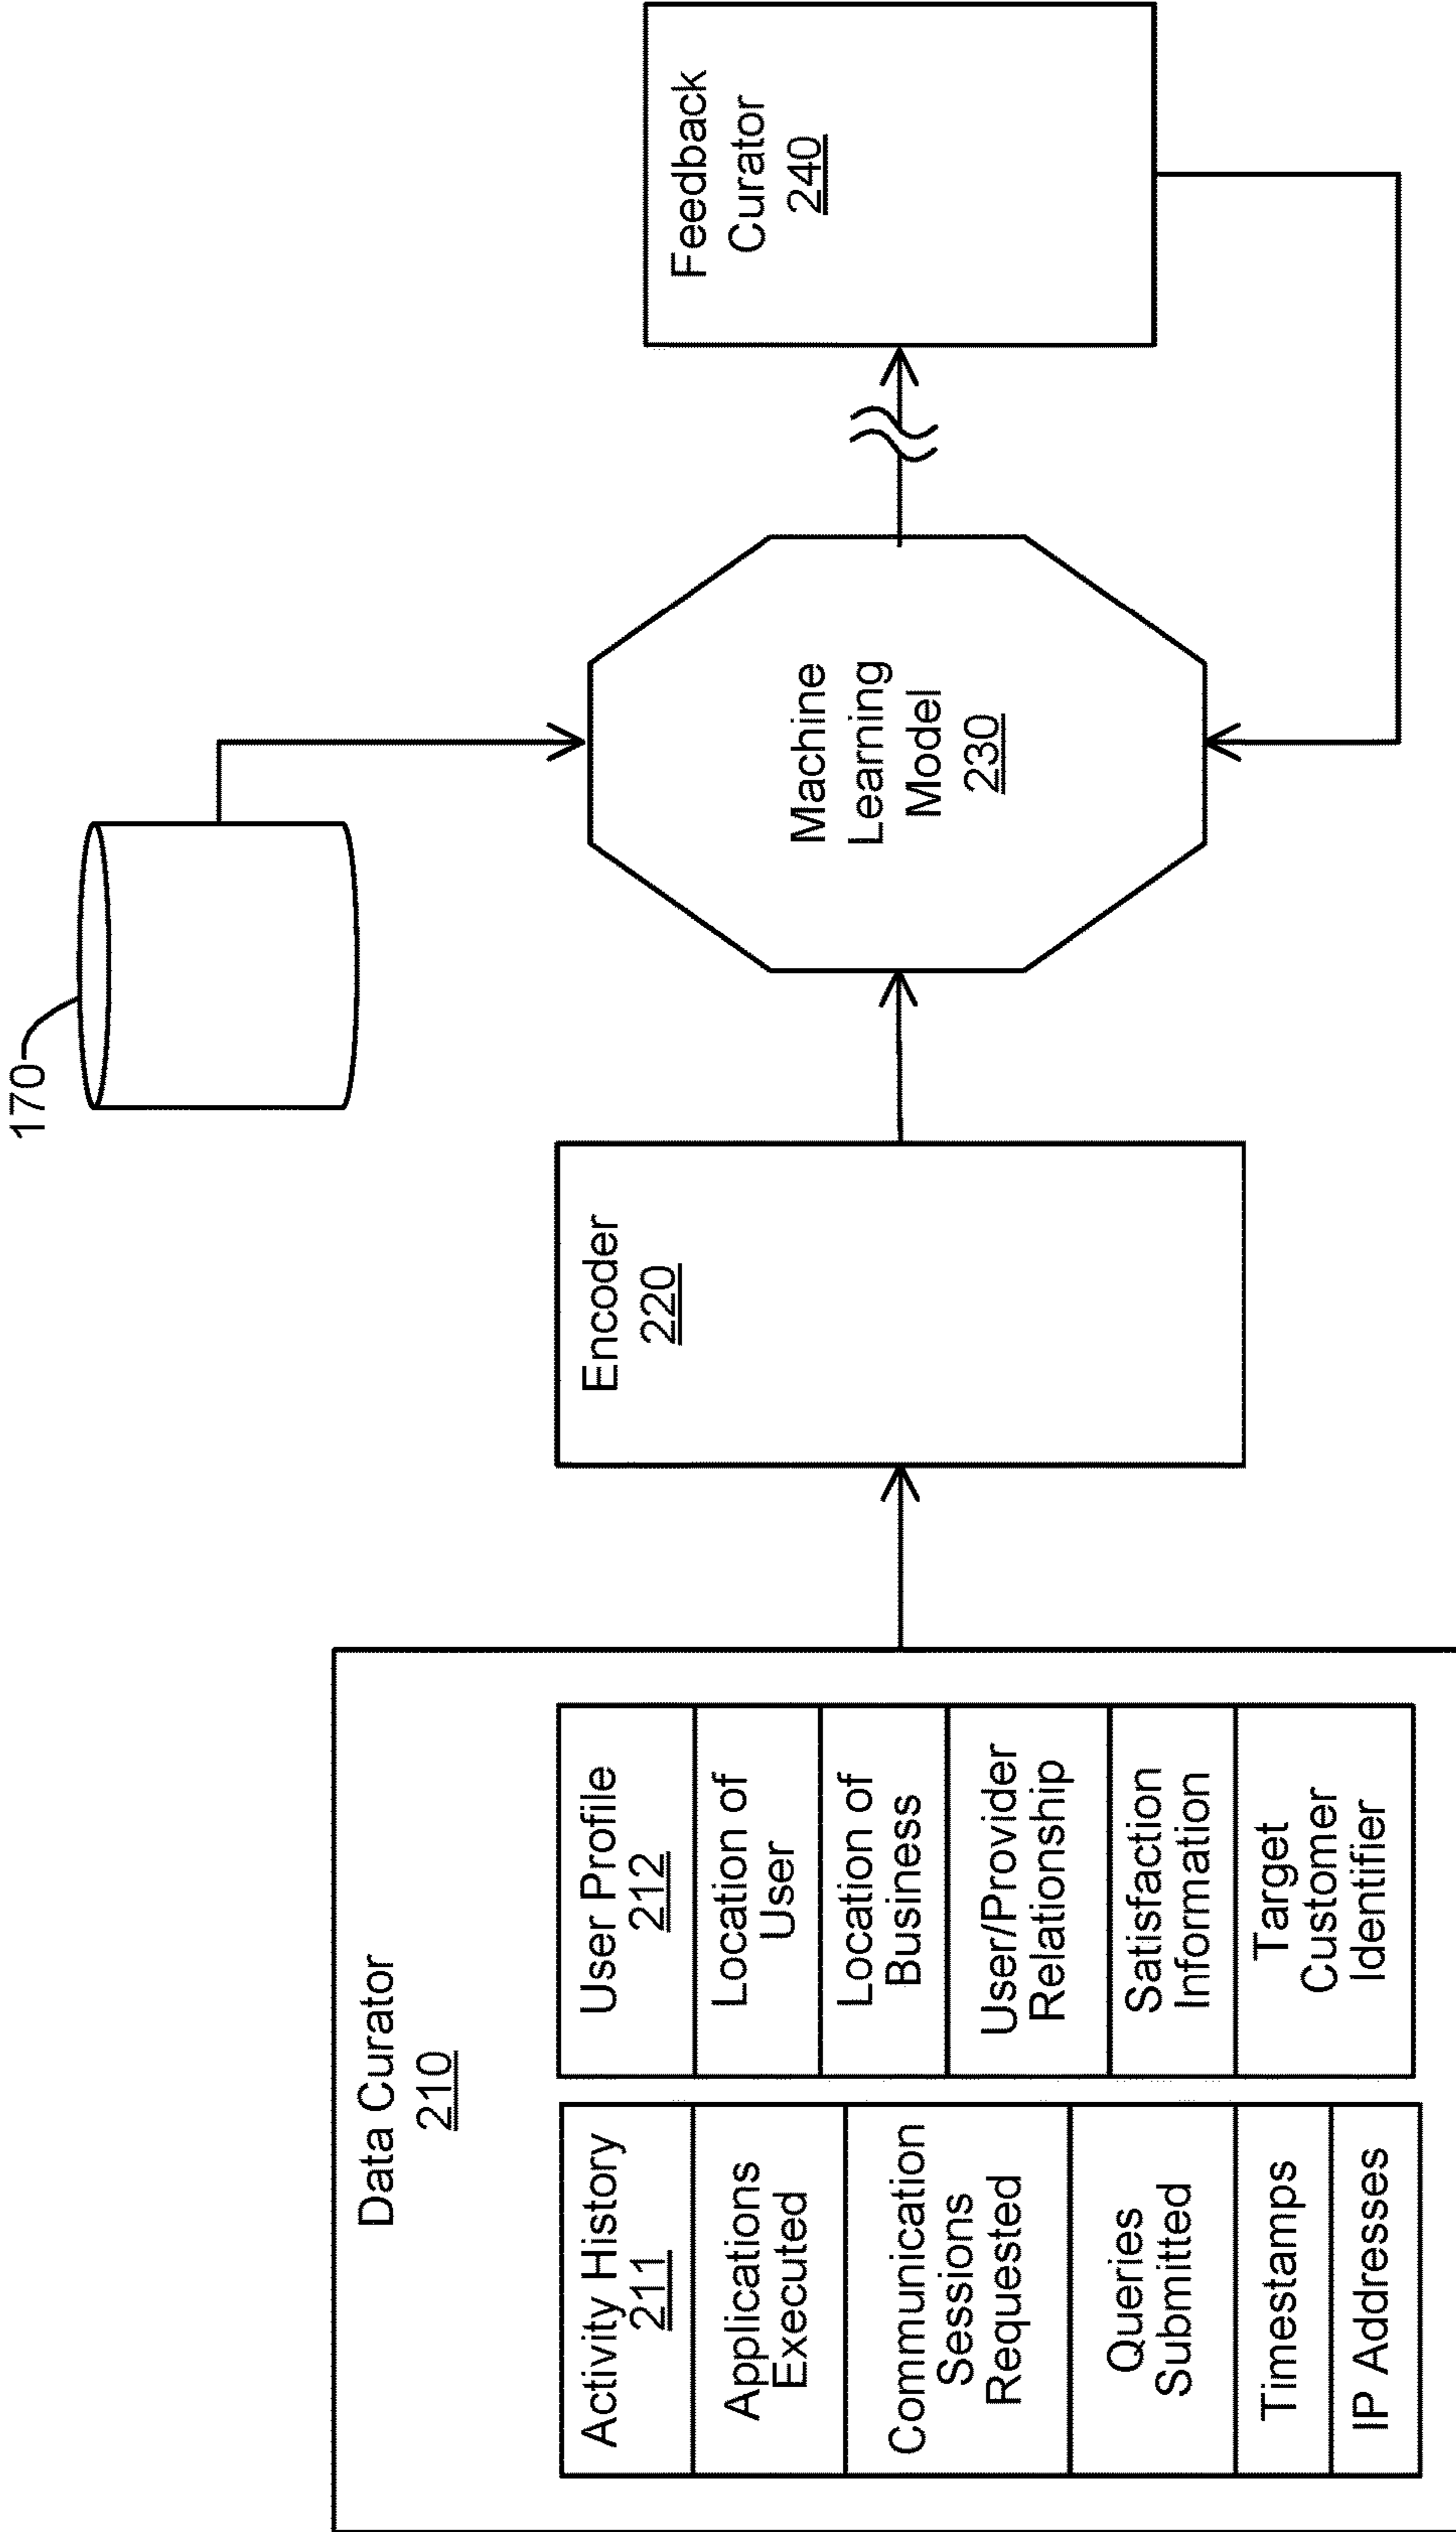 Data Curator
210
Activity History
211
Applications
Executed
Communication
Sessions
Requested
Queries
Submitted
Timestamps
IP Addresses
User Profile
212
Location of
User
Location of
Business
User/Provider
Relationship
Satisfaction
Information
Target
Customer
Identifier
Encoder
220
170
Machine
Learning
Model
230
Feedback
Curator
240